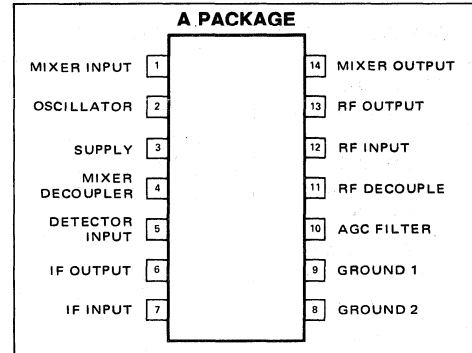 A PACKAGE
MIXER INPUT 1
OSCILLATOR 2
SUPPLY 3
MIXER
DECOUPLER 4
DETECTOR
INPUT 5
IF OUTPUT 6
IF INPUT 7
14 MIXER OUTPUT
13 RF OUTPUT
12 RF INPUT
11 RF DECOUPLE
10 AGC FILTER
9 GROUND 1
8 GROUND 2